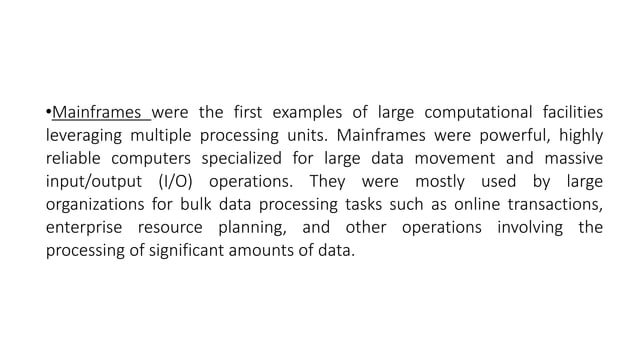 •Mainframes were the first examples of large computational facilities
leveraging multiple processing units. Mainframes were powerful, highly
reliable computers specialized for large data movement and massive
input/output (I/O) operations. They were mostly used by large
organizations for bulk data processing tasks such as online transactions,
enterprise resource planning, and other operations involving the
processing of significant amounts of data.